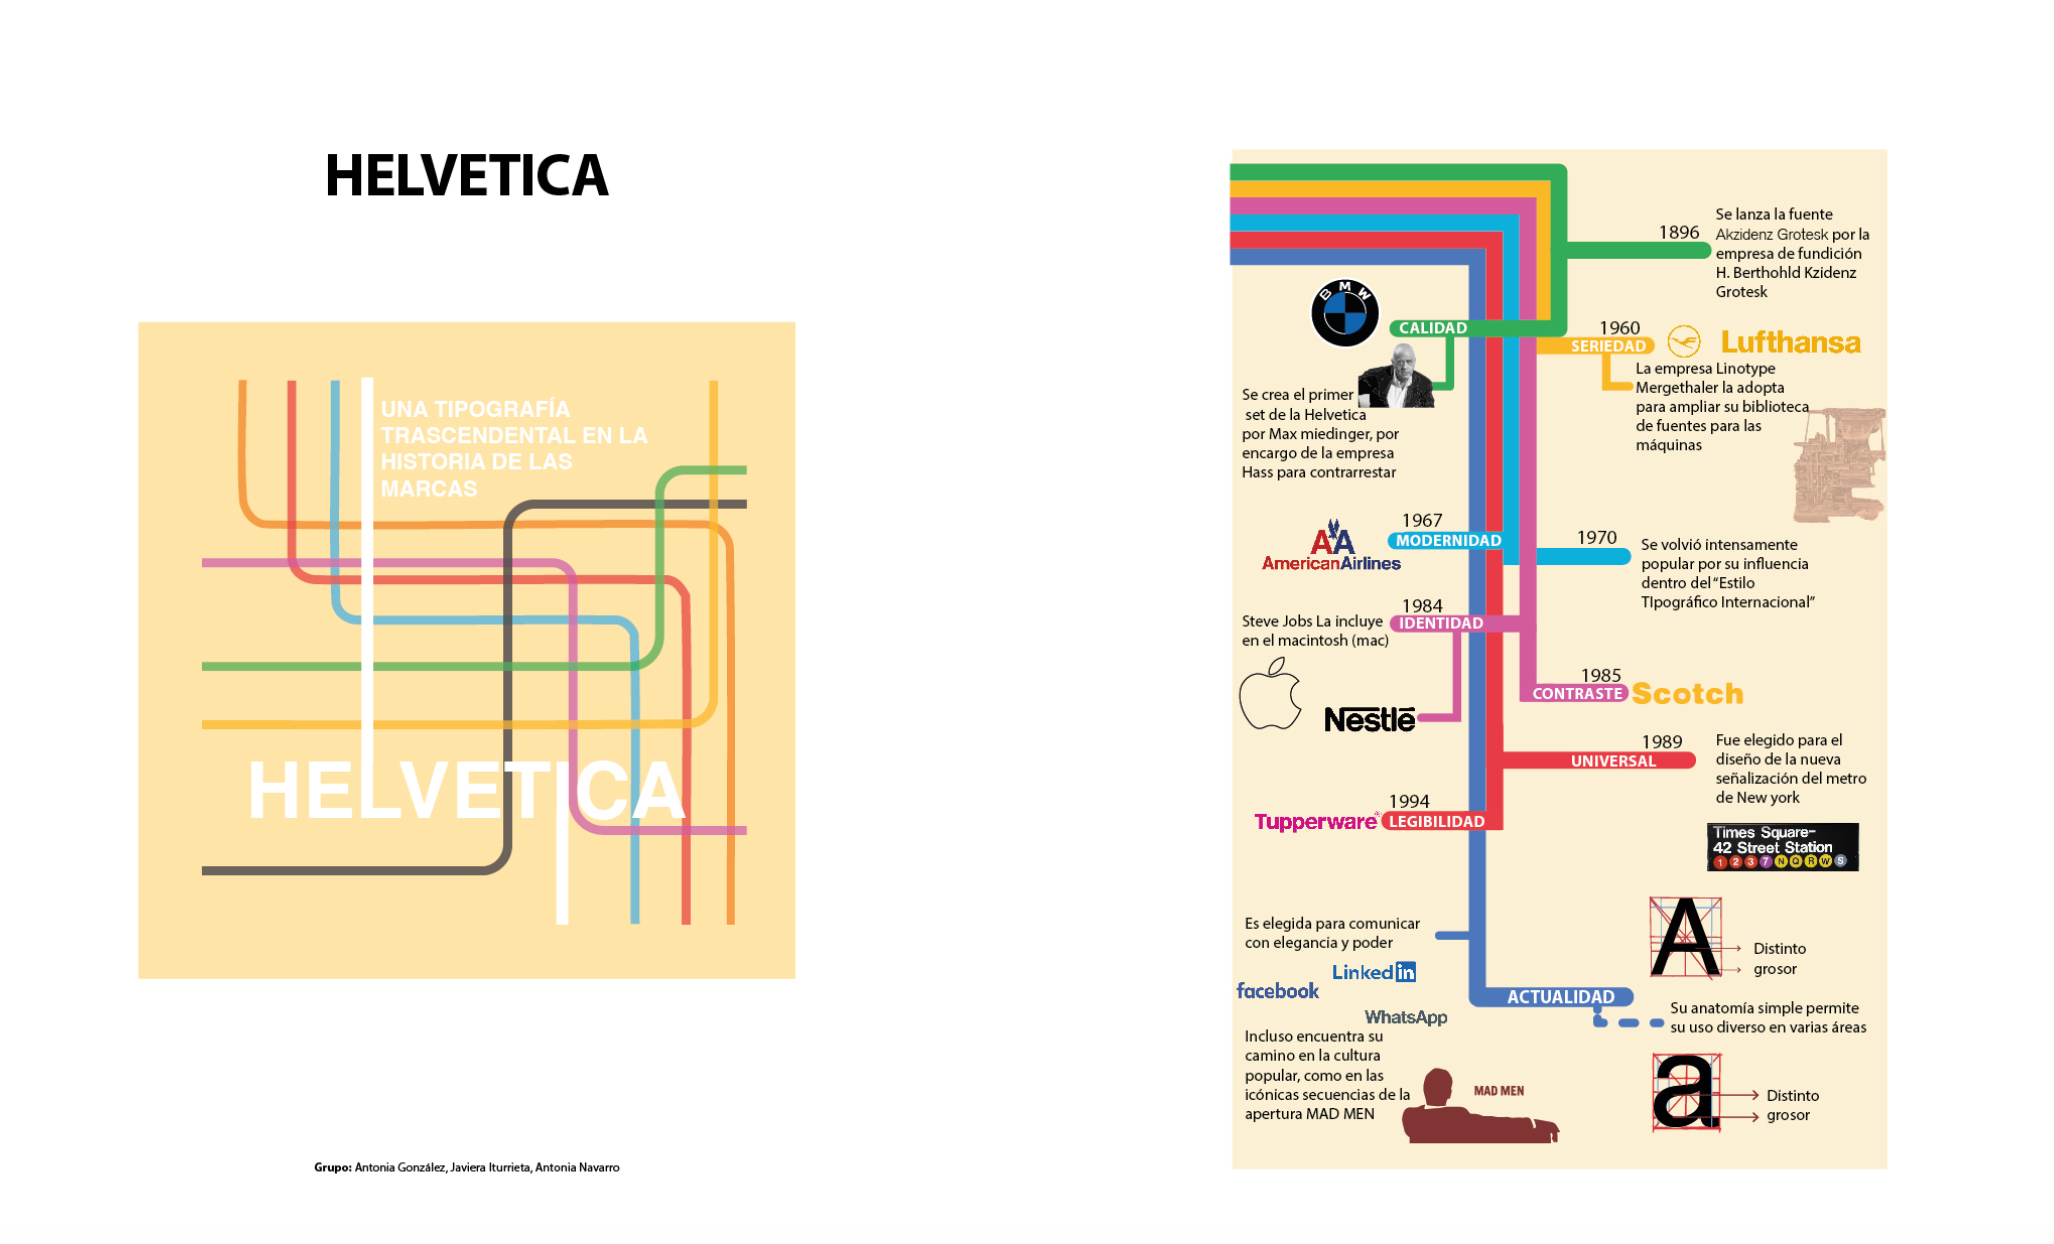 HELVETICA
UNA TIPOGRAFÍA
TRASCENDENTAL EN LA
HISTORIA DE LAS
MARCAS
HELVETICA
Grupo: Antonia González, Javiera Iturrieta, Antonia Navarro
1896
Se lanza la fuente
Akzidenz Grotesk por la
empresa de fundición
H. Berthohld Kzidenz
Grotesk
BMW
CALIDAD
Se crea el primer
set de la Helvetica
por Max miedinger, por
encargo de la empresa
Hass para contrarrestar
1960
SERIEDAD
Lufthansa
La empresa Linotype
Mergethaler la adopta
para ampliar su biblioteca
de fuentes para las
máquinas
1967
MODERNIDAD
AA
AmericanAirlines
1970
Se volvió intensamente
popular por su influencia
dentro del “Estilo
TIpográfico Internacional”
1984
IDENTIDAD
Steve Jobs La incluye
en el macintosh (mac)
Nestlé
1985
CONTRASTE
Scotch
1989
UNIVERSAL
Fue elegido para el
diseño de la nueva
señalización del metro
de New york
1994
LEGIBILIDAD
Tupperware
Times Square-
42 Street Station
1 2 3 7 N Q R W S
Es elegida para comunicar
con elegancia y poder
Linked in
facebook
WhatsApp
A
Distinto
grosor
ACTUALIDAD
Su anatomía simple permite
su uso diverso en varias áreas
Incluso encuentra su
camino en la cultura
popular, como en las
icónicas secuencias de la
apertura MAD MEN
MAD MEN
a
Distinto
grosor